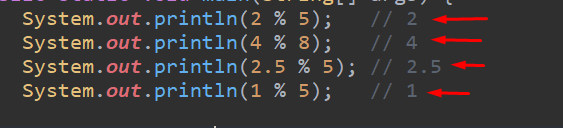 System.out.println(2 % 5);    // 2
System.out.println(4 % 8);    // 4
System.out.println(2.5 % 5);  // 2.5
System.out.println(1 % 5);    // 1